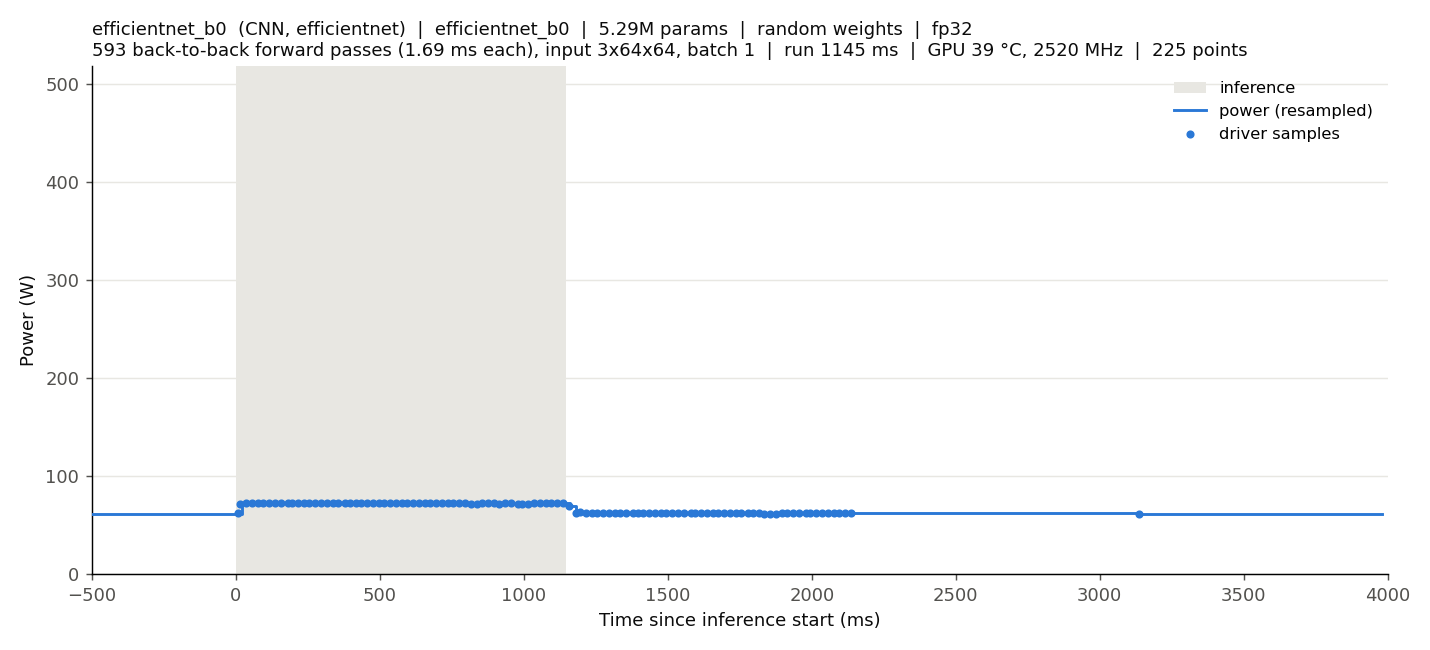 efficientnet_b0  (CNN, efficientnet)  |  efficientnet_b0  |  5.29M params  |  random weights  |  fp32
593 back-to-back forward passes (1.69 ms each), input 3x64x64, batch 1  |  run 1145 ms  |  GPU 39 °C, 2520 MHz  |  225 points
inference
power (resampled)
driver samples
Power (W)
500
400
300
200
100
0
−500
0
500
1000
1500
2000
2500
3000
3500
4000
Time since inference start (ms)